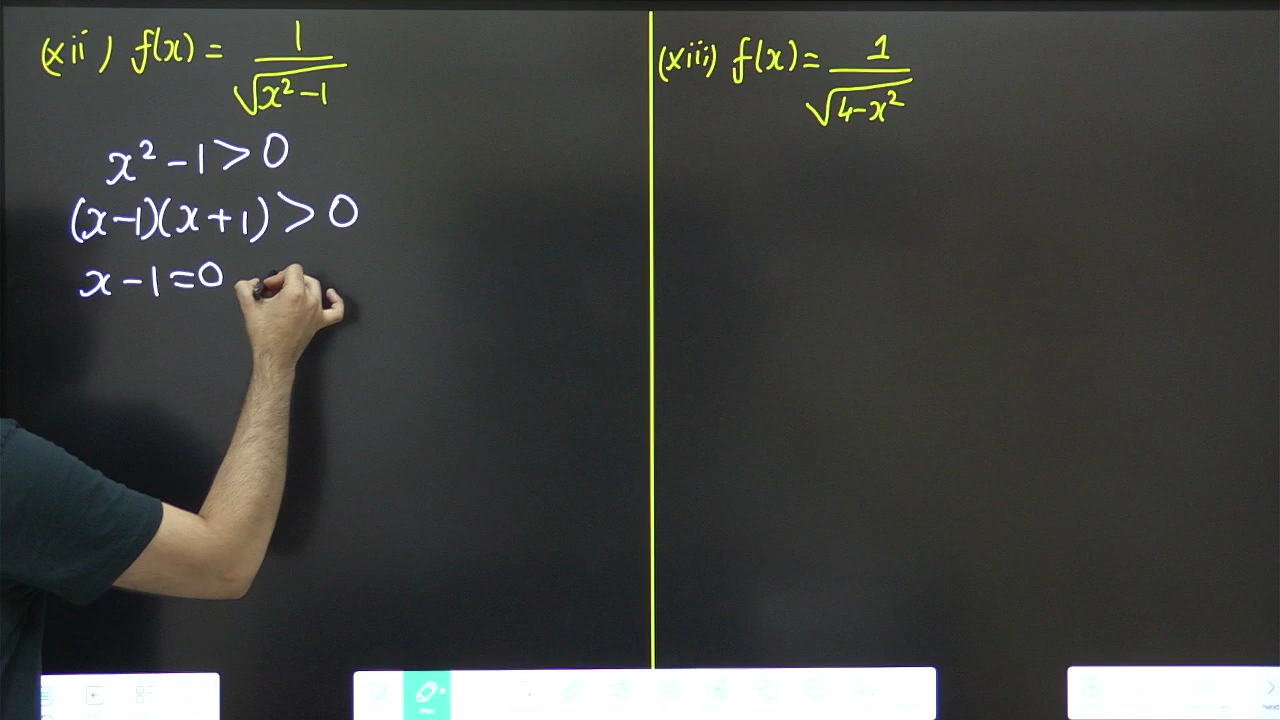 (xii) f(x) = 1/√(x² - 1)
x² - 1 > 0
(x-1)(x+1) > 0
x - 1 = 0
(xiii) f(x) = 1/√(4-x²)